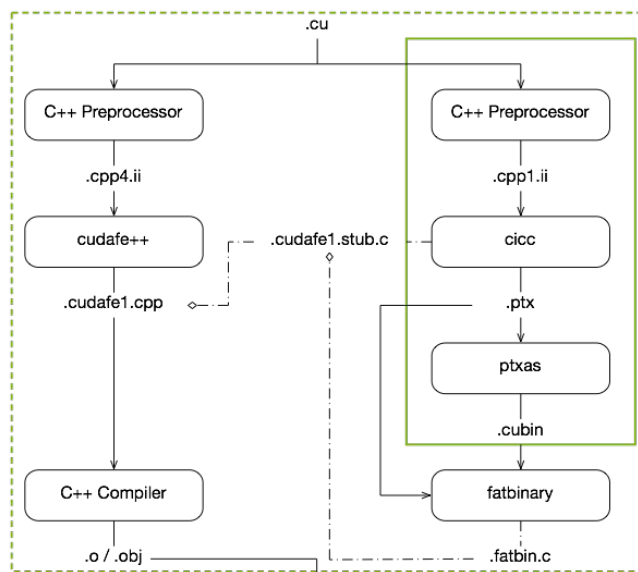 .cu
C++ Preprocessor
C++ Preprocessor
.cpp4.ii
.cpp1.ii
cudafe++
.cudafe1.stub.c
cicc
.cudafe1.cpp
.ptx
ptxas
.cubin
C++ Compiler
fatbinary
.o / .obj
.fatbin.c